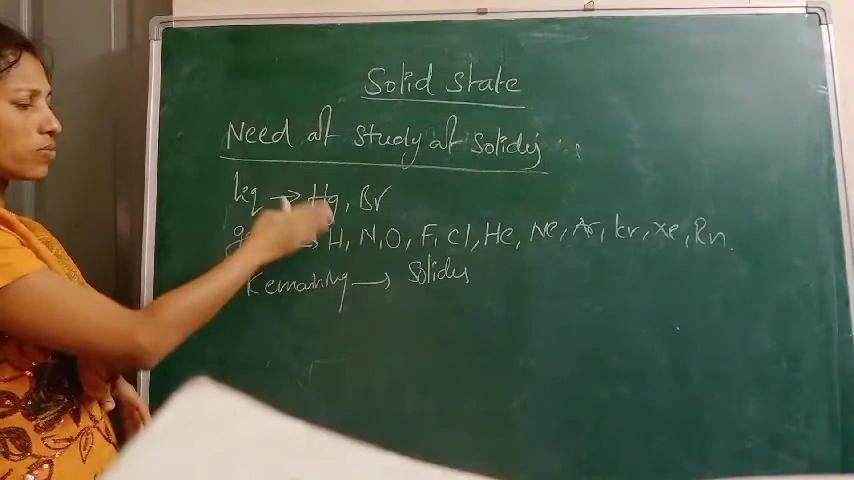 Solid state
Need of study of Solids
liq → Hg, Br
H, N, O, F, Cl, He, Ne, Ar, Kr, Xe, Rn.
Remaining → Solids